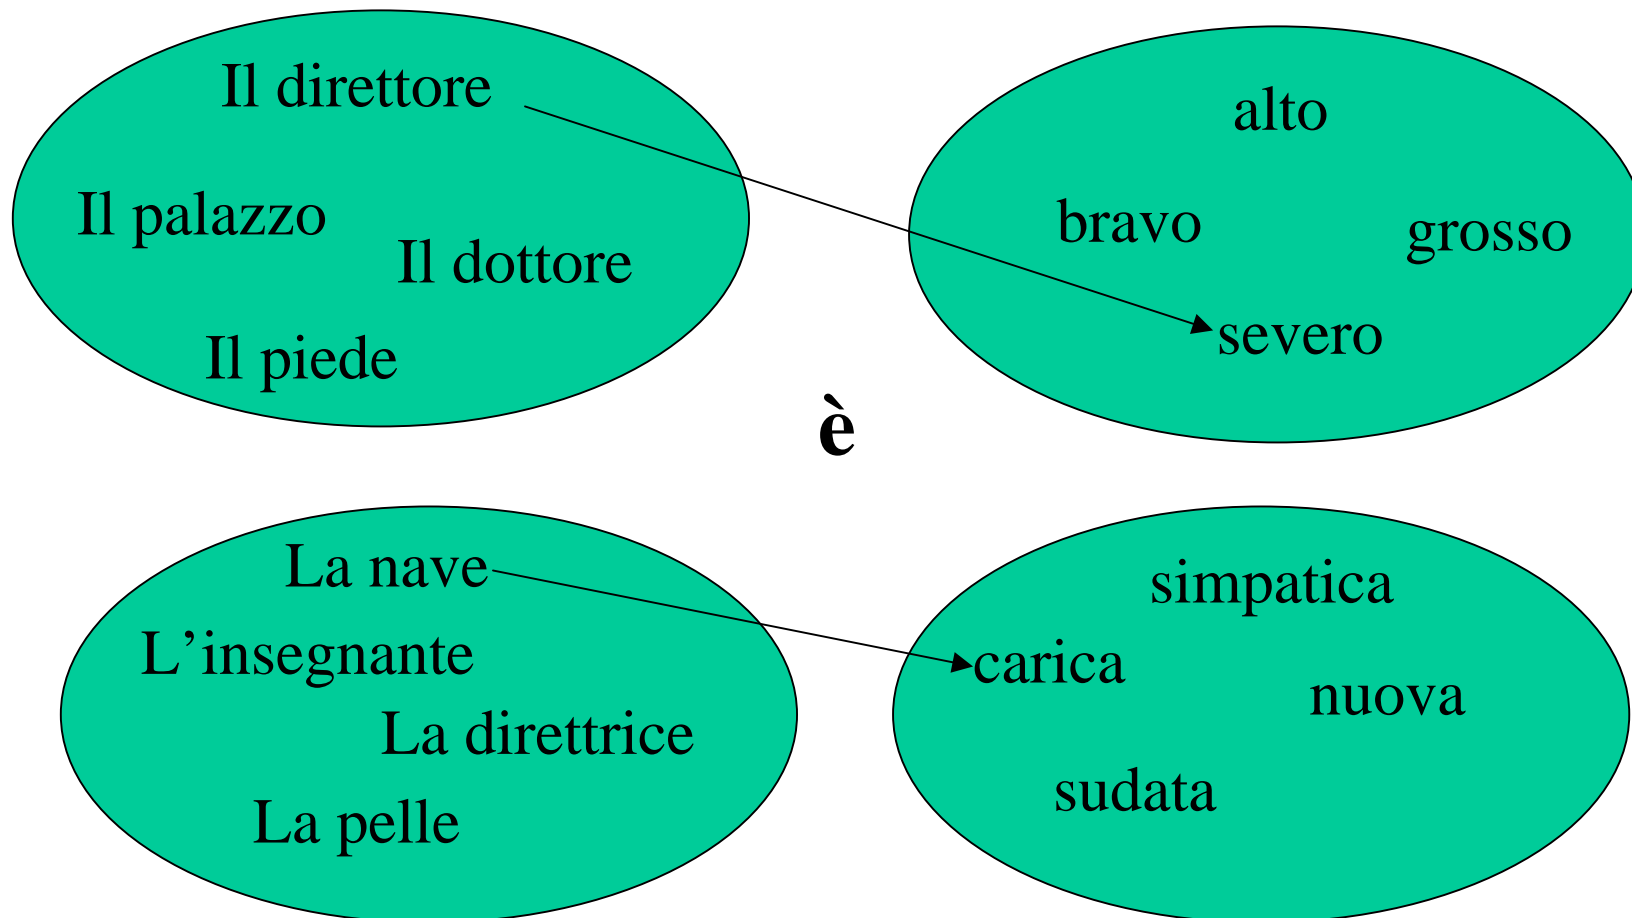 Il direttore
Il palazzo
Il dottore
Il piede
alto
bravo
grosso
severo
è
La nave
L’insegnante
La direttrice
La pelle
simpatica
carica
nuova
sudata